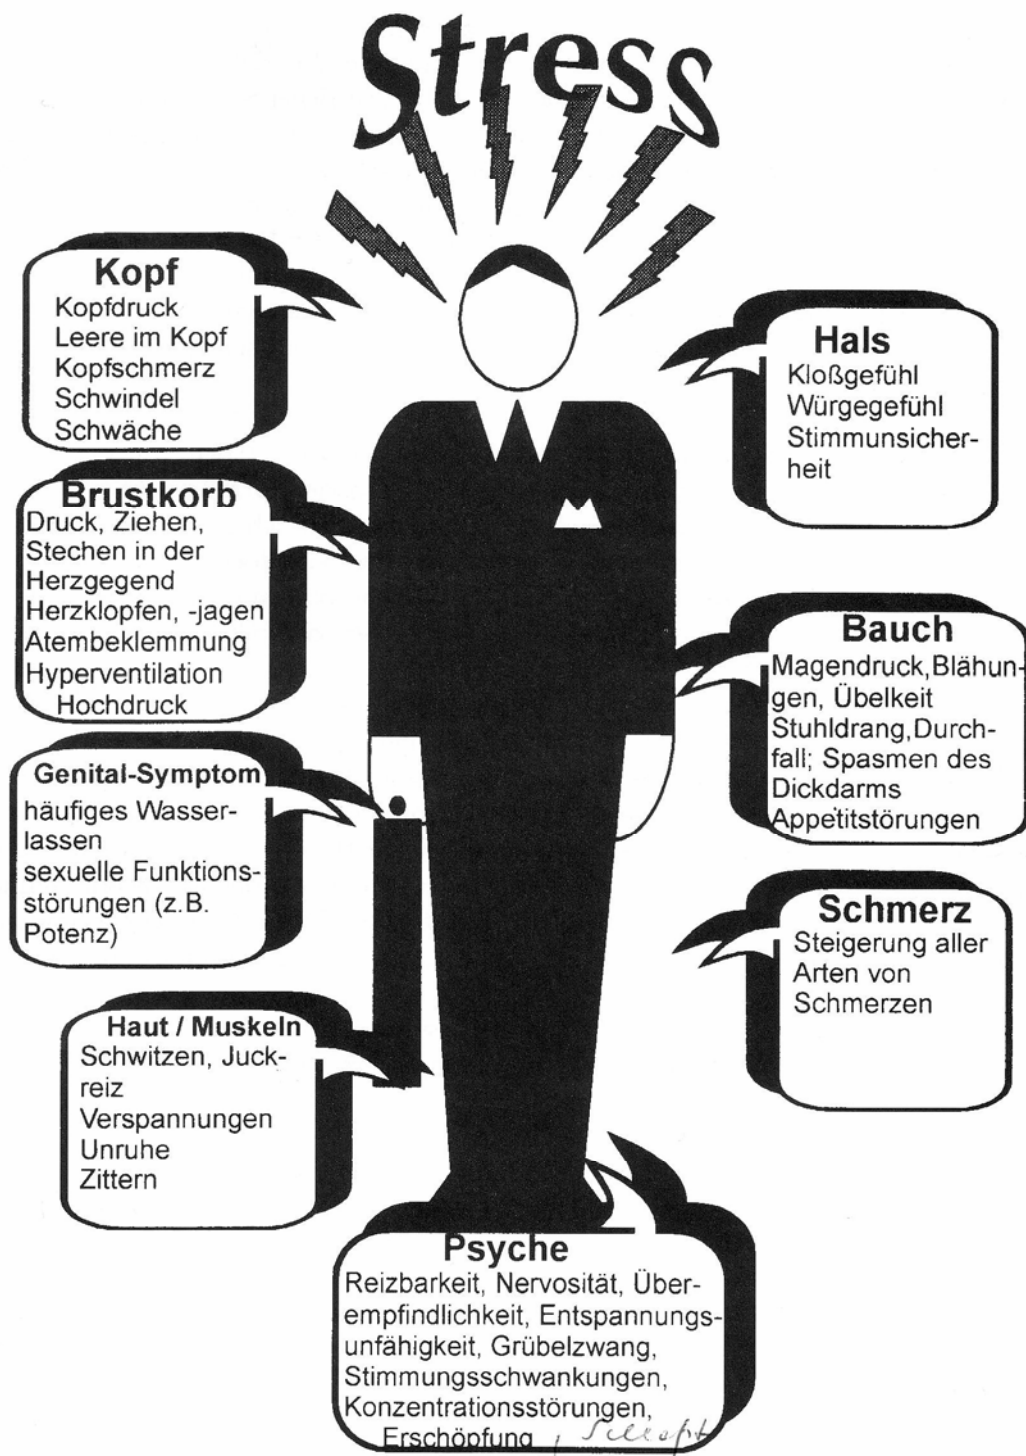 Stress
Kopf
Kopfdruck
Leere im Kopf
Kopfschmerz
Schwindel
Schwäche
Hals
Kloßgefühl
Würgegefühl
Stimmunsicher-
heit
Brustkorb
Druck, Ziehen,
Stechen in der
Herzgegend
Herzklopfen, -jagen
Atembeklemmung
Hyperventilation
Hochdruck
Bauch
Magendruck,Blähun-
gen, Übelkeit
Stuhldrang,Durch-
fall; Spasmen des
Dickdarms
Appetitstörungen
Genital-Symptom
häufiges Wasser-
lassen
sexuelle Funktions-
störungen (z.B.
Potenz)
Schmerz
Steigerung aller
Arten von
Schmerzen
Haut / Muskeln
Schwitzen, Juck-
reiz
Verspannungen
Unruhe
Zittern
Psyche
Reizbarkeit, Nervosität, Über-
empfindlichkeit, Entspannungs-
unfähigkeit, Grübelzwang,
Stimmungsschwankungen,
Konzentrationsstörungen,
Erschöpfung ,